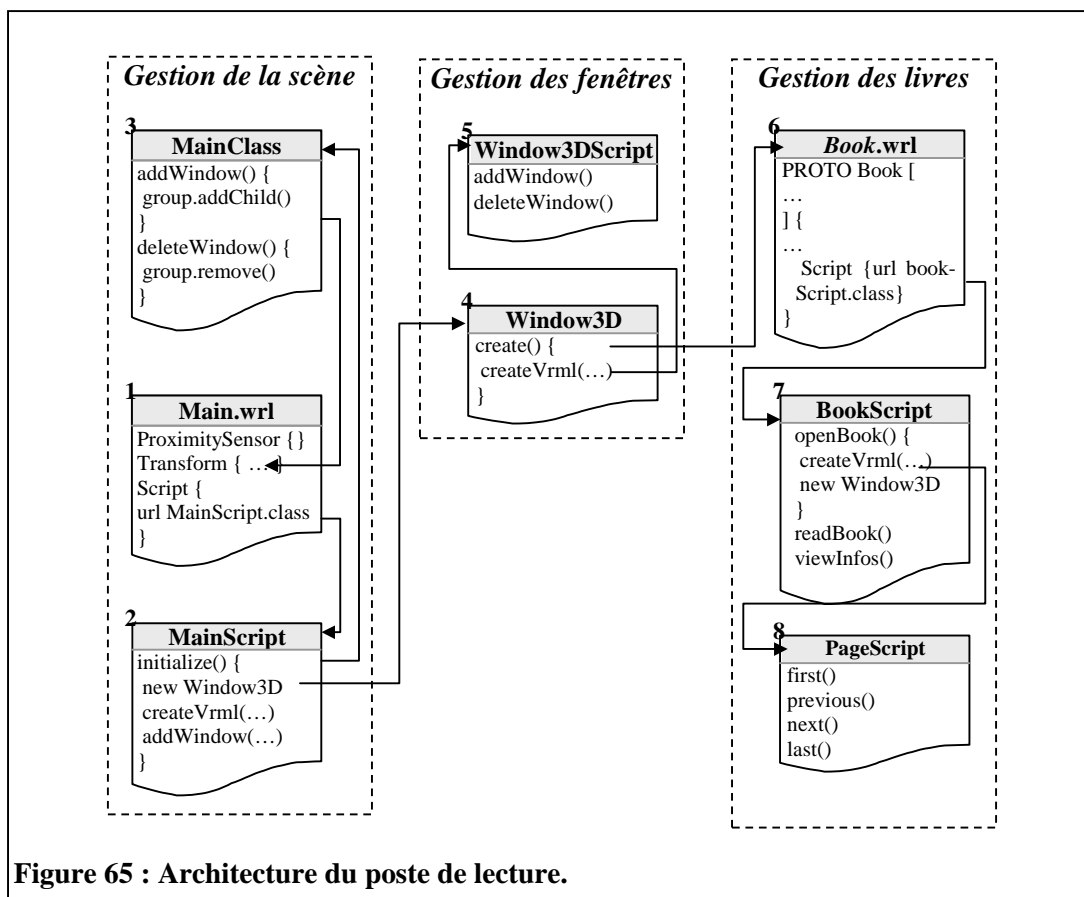 Gestion de la scène
3
MainClass
addWindow() {
group.addChild()
}
deleteWindow() {
group.remove()
}
1
Main.wrl
ProximitySensor {}
Transform { … }
Script {
url MainScript.class
}
2
MainScript
initialize() {
new Window3D
createVrml(…)
addWindow(…)
}
Gestion des fenêtres
5
Window3DScript
addWindow()
deleteWindow()
4
Window3D
create() {
createVrml(…)
}
Gestion des livres
6
Book.wrl
PROTO Book [
…
] {
…
Script {url book-
Script.class}
}
7
BookScript
openBook() {
createVrml(…)
new Window3D
}
readBook()
viewInfos()
8
PageScript
first()
previous()
next()
last()
Figure 65 : Architecture du poste de lecture.